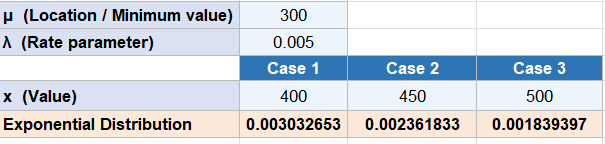 μ (Location / Minimum value) 300
λ (Rate parameter) 0.005
Case 1 Case 2 Case 3
x (Value) 400 450 500
Exponential Distribution 0.003032653 0.002361833 0.001839397